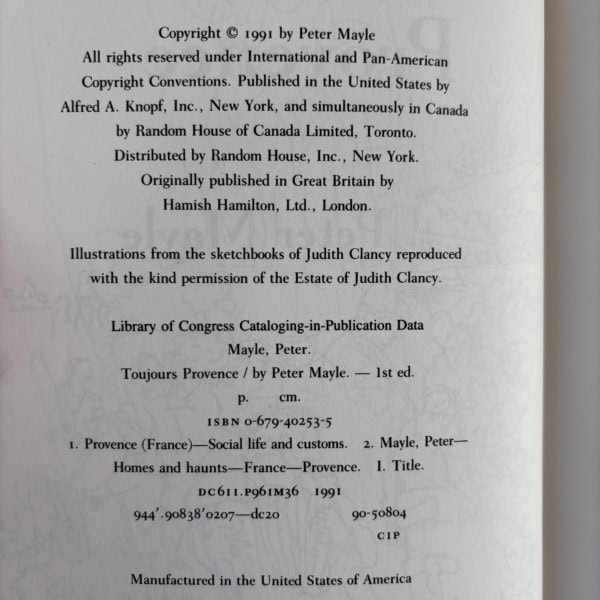 Copyright © 1991 by Peter Mayle
All rights reserved under International and Pan-American
Copyright Conventions. Published in the United States by
Alfred A. Knopf, Inc., New York, and simultaneously in Canada
by Random House of Canada Limited, Toronto.
Distributed by Random House, Inc., New York.
Originally published in Great Britain by
Hamish Hamilton, Ltd., London.
Illustrations from the sketchbooks of Judith Clancy reproduced
with the kind permission of the Estate of Judith Clancy.
Library of Congress Cataloging-in-Publication Data
Mayle, Peter.
Toujours Provence / by Peter Mayle. — 1st ed.
p. cm.
ISBN 0-679-40253-5
1. Provence (France)—Social life and customs. 2. Mayle, Peter—
Homes and haunts—France—Provence. I. Title.
DC611.P961M36 1991
944'.90838'0207—dc20 90-50804
CIP
Manufactured in the United States of America